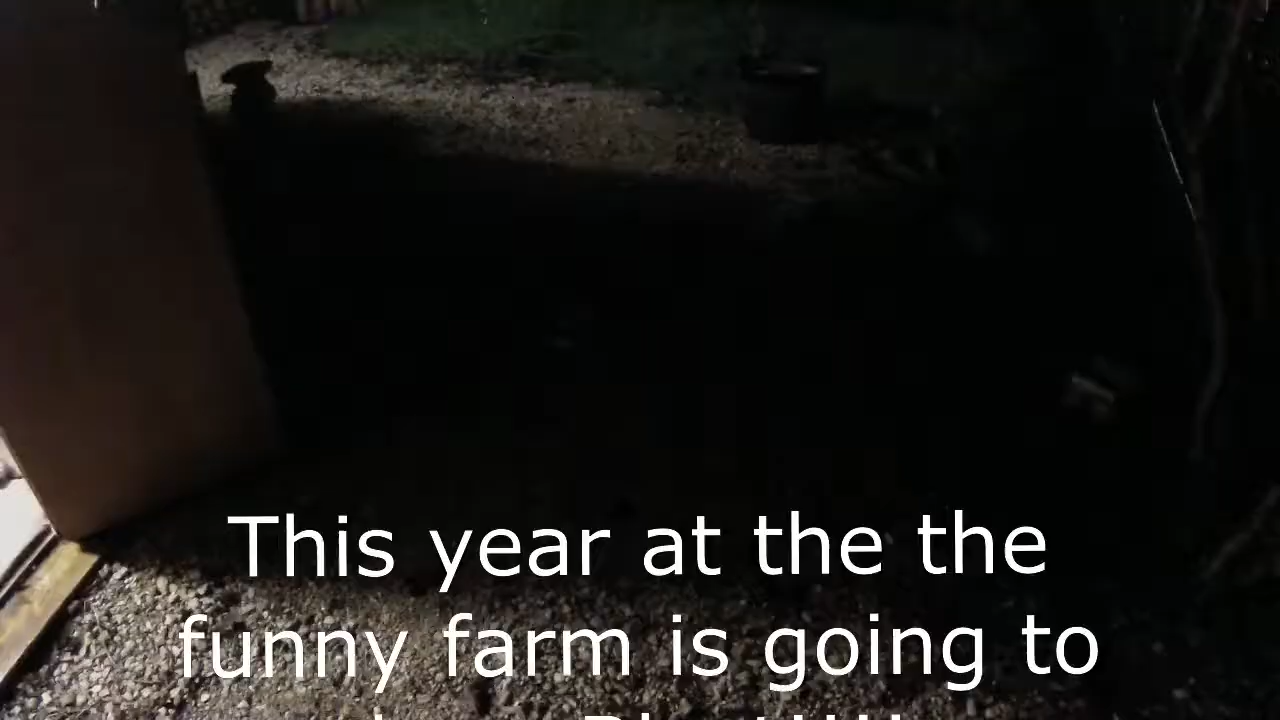 This year at the the
funny farm is going to